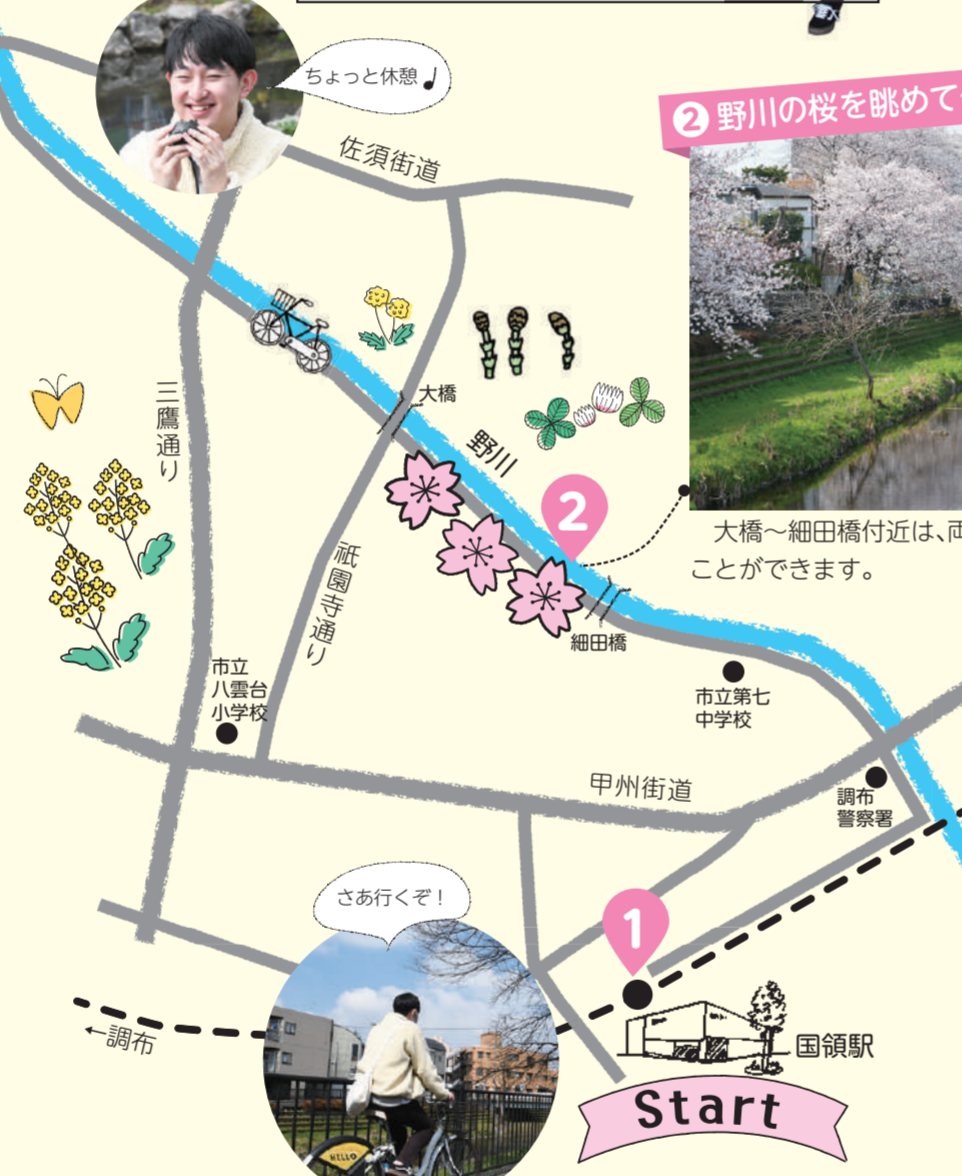 ちょっと休憩♩
佐須街道
2 野川の桜を眺めて
大橋
三鷹通り
野川
2
大橋〜細田橋付近は、両
ことができます。
祇園寺通り
細田橋
市立
八雲台
小学校
市立第七
中学校
甲州街道
調布
警察署
さあ行くぞ！
1
←調布
国領駅
HELLO
Start